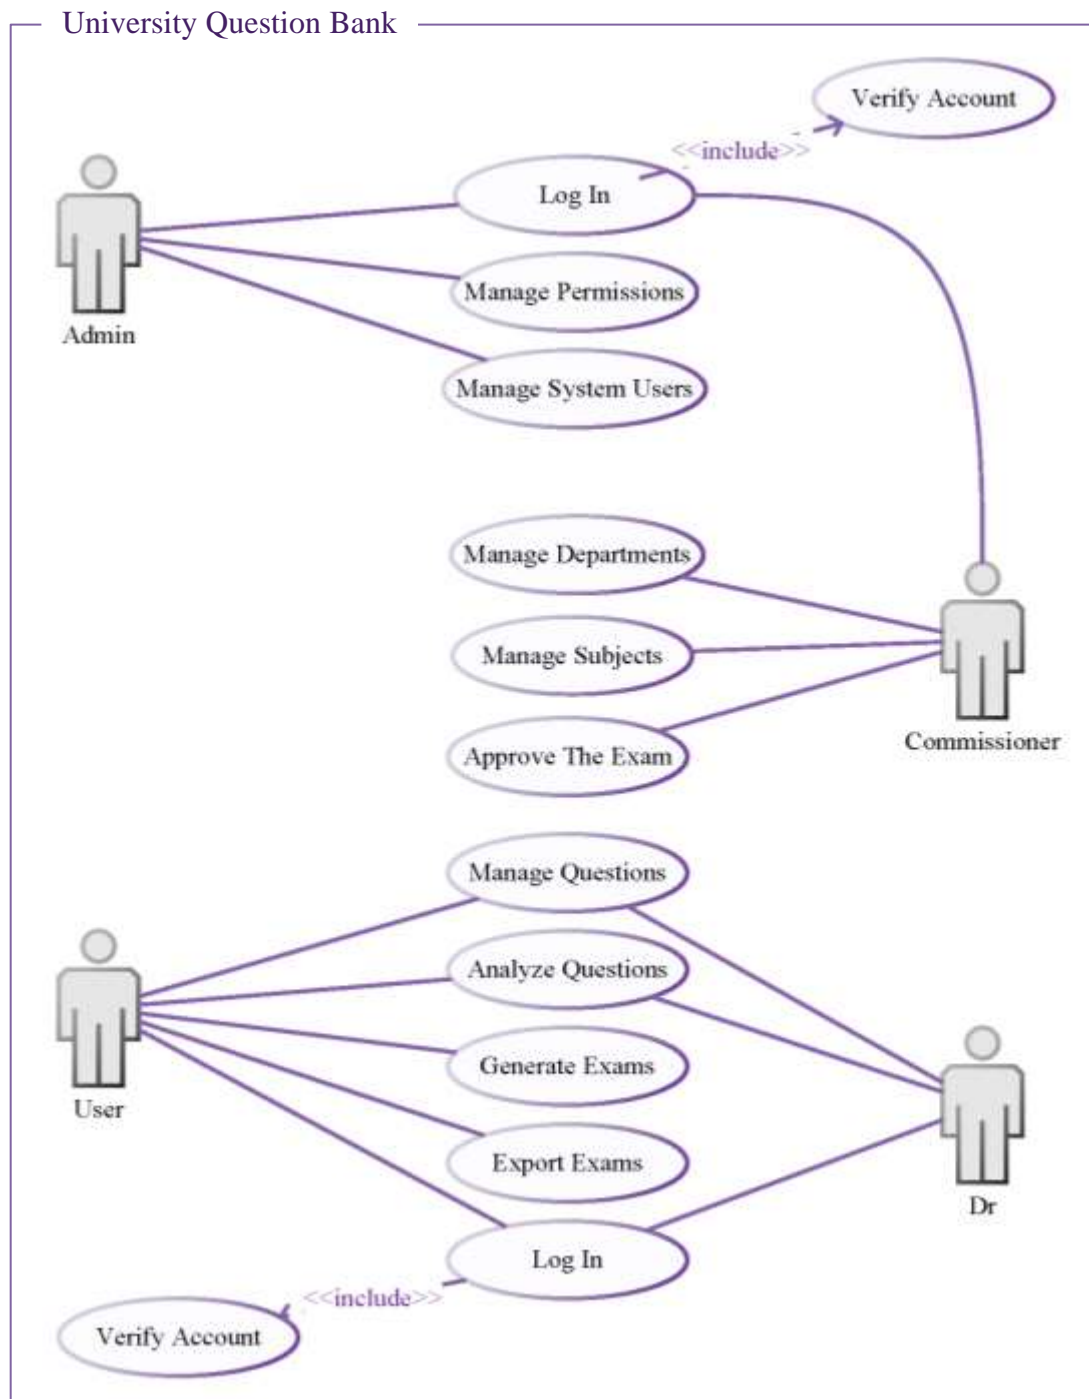 University Question Bank
Verify Account
<<include>>
Log In
Manage Permissions
Admin
Manage System Users
Manage Departments
Manage Subjects
Commissioner
Approve The Exam
Manage Questions
Analyze Questions
Generate Exams
User
Export Exams
Dr
Log In
<<include>>
Verify Account